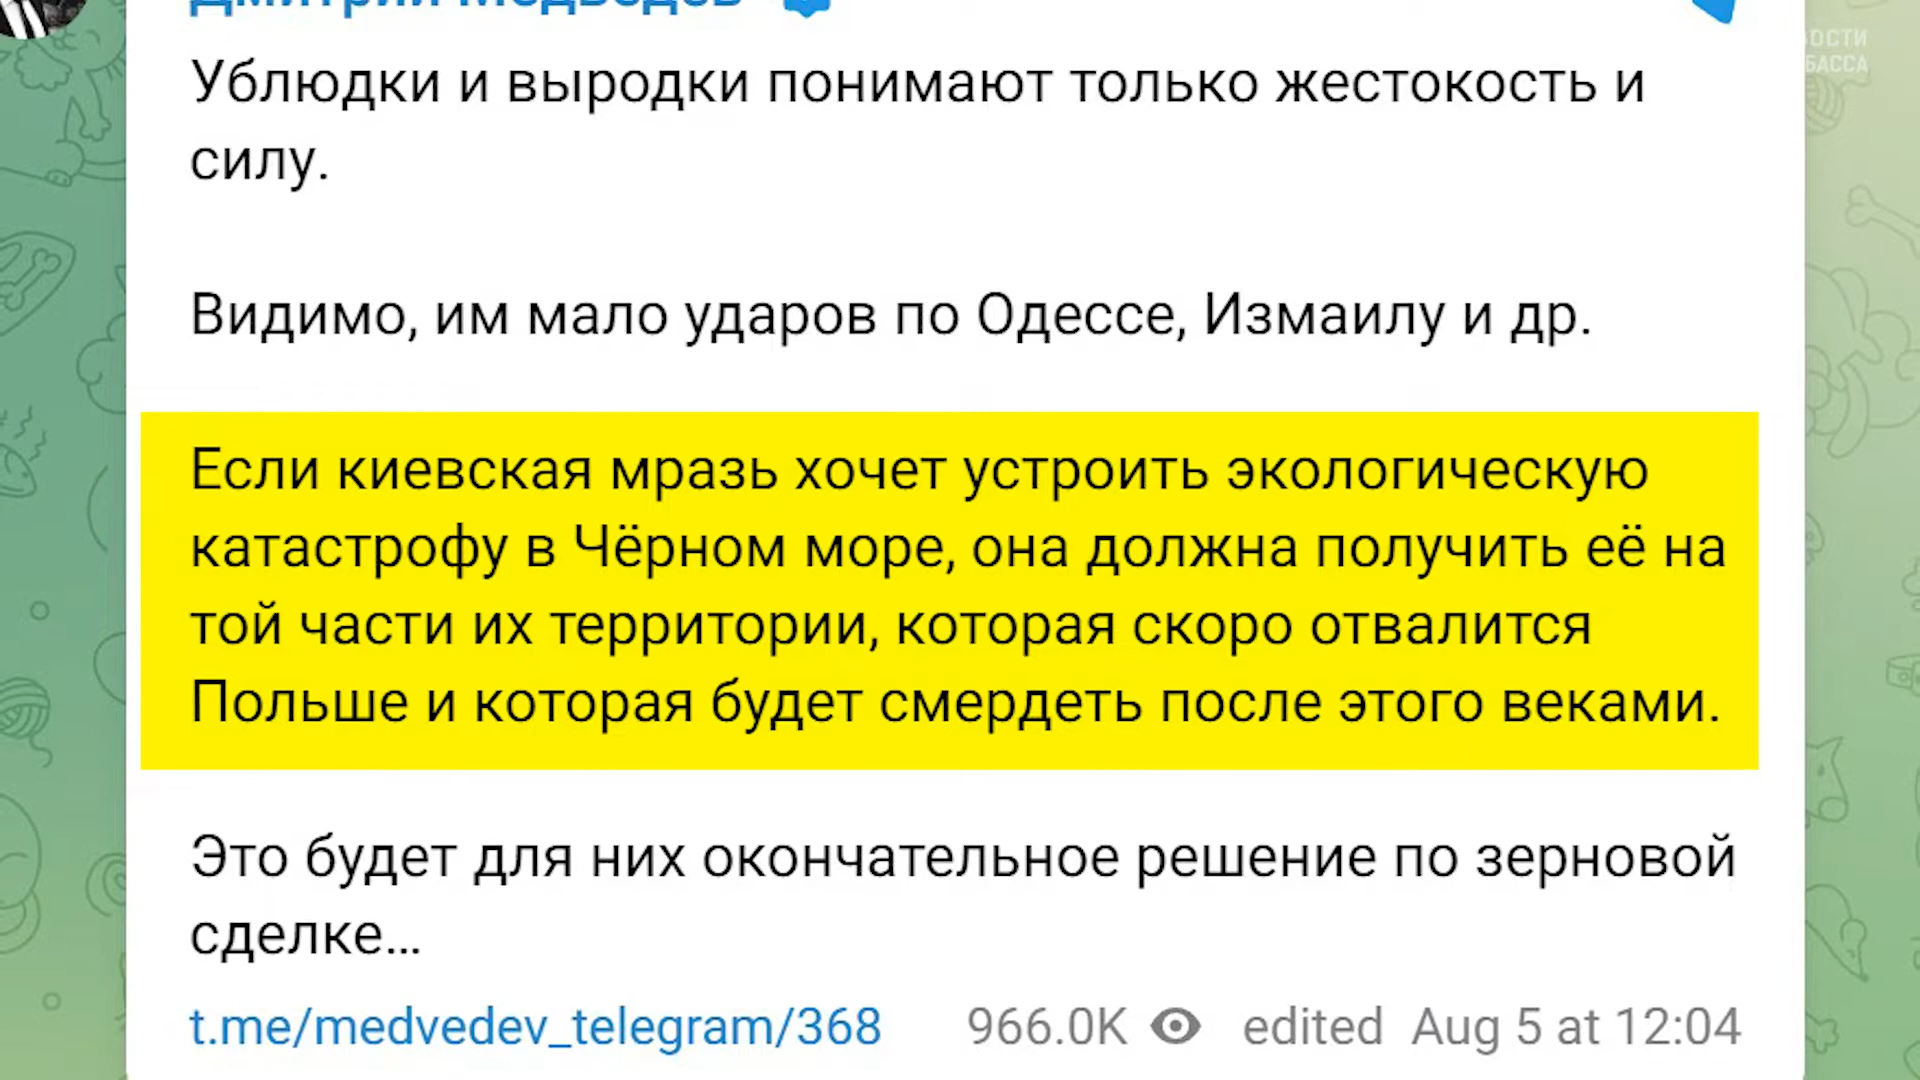 Дмитрий Медведев
Ублюдки и выродки понимают только жестокость и
силу.
Видимо, им мало ударов по Одессе, Измаилу и др.
Если киевская мразь хочет устроить экологическую
катастрофу в Чёрном море, она должна получить её на
той части их территории, которая скоро отвалится
Польше и которая будет смердеть после этого веками.
Это будет для них окончательное решение по зерновой
сделке...
t.me/medvedev_telegram/368 966.0K edited Aug 5 at 12:04